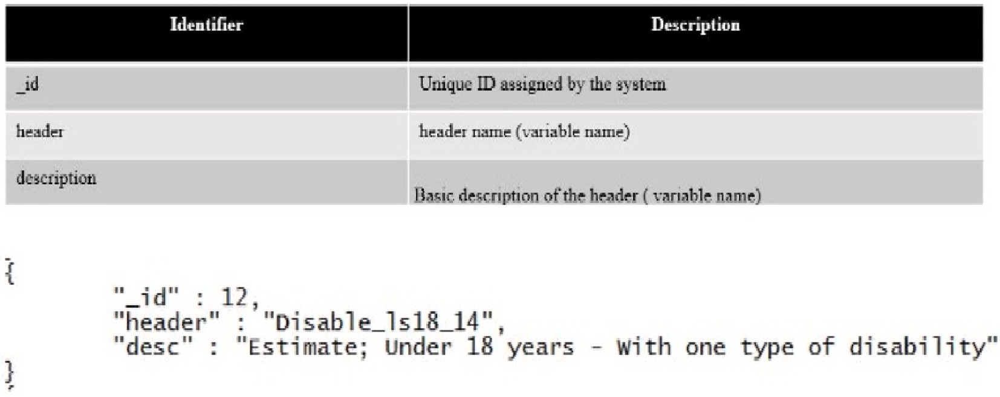 Identifier Description
_id Unique ID assigned by the system
header header name (variable name)
description
Basic description of the header ( variable name)
{
"_id" : 12,
"header" : "Disable_ls18_14",
"desc" : "Estimate; Under 18 years - With one type of disability"
}